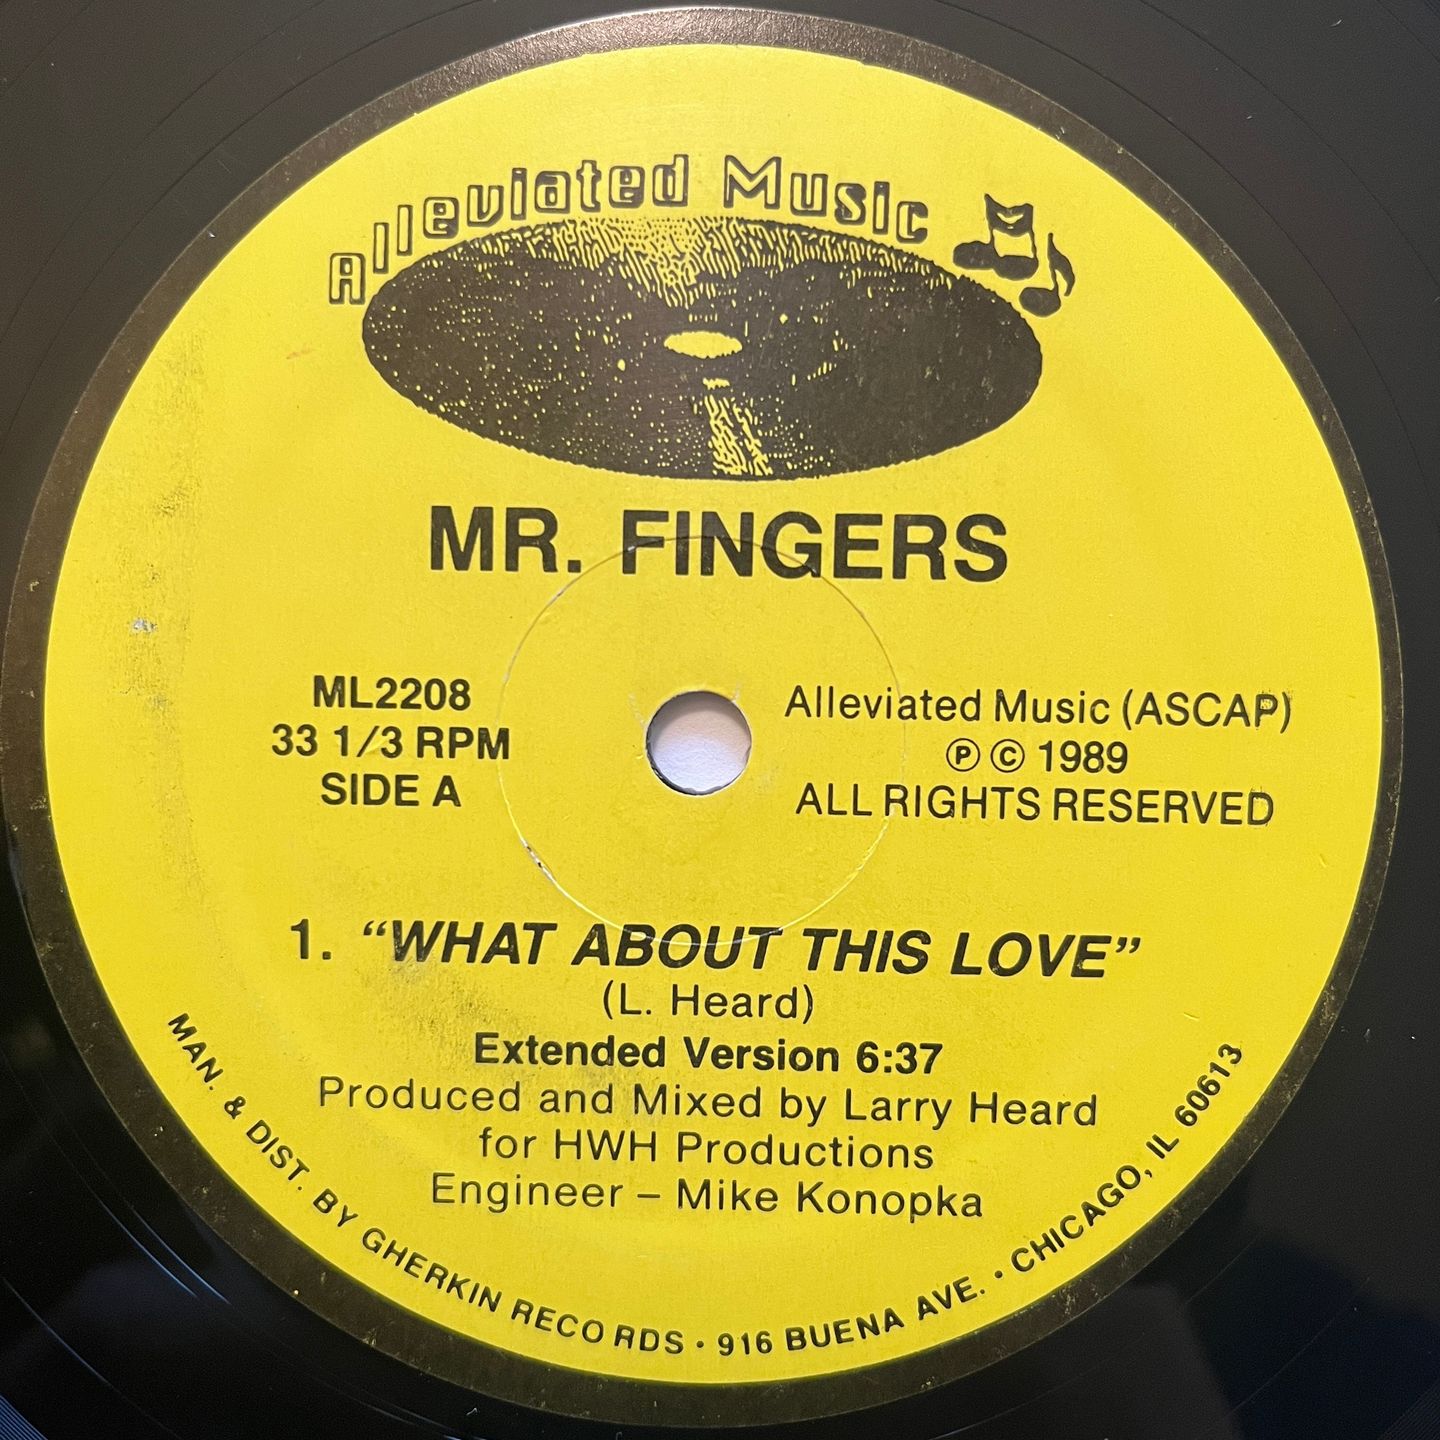 Alleviated Music
MR. FINGERS
ML2208
33 1/3 RPM
SIDE A
Alleviated Music (ASCAP)
Ⓟ © 1989
ALL RIGHTS RESERVED
1. “WHAT ABOUT THIS LOVE”
(L. Heard)
Extended Version 6:37
Produced and Mixed by Larry Heard
for HWH Productions
Engineer – Mike Konopka
MAN. & DIST. BY GHERKIN RECORDS • 916 BUENA AVE. • CHICAGO, IL 60613